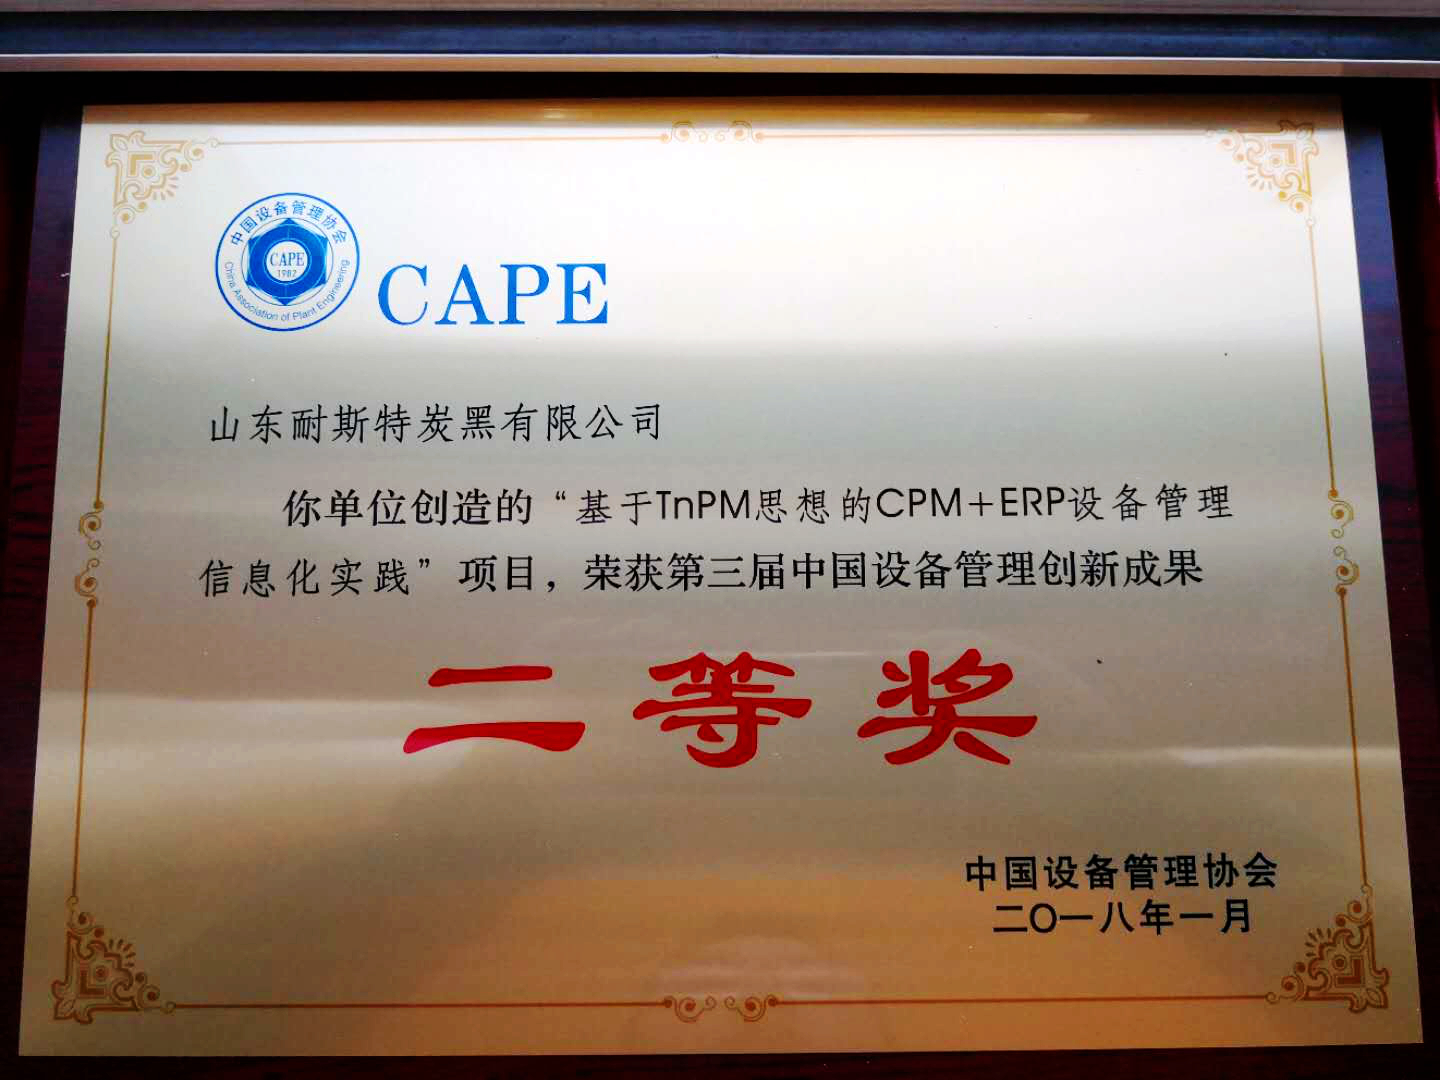 中国设备管理协会
CAPE
1982
China Association of Plant Engineering
CAPE
山东耐斯特炭黑有限公司
你单位创造的“基于TnPM思想的CPM+ERP设备管理
信息化实践”项目，荣获第三届中国设备管理创新成果
二等奖
中国设备管理协会
二〇一八年一月